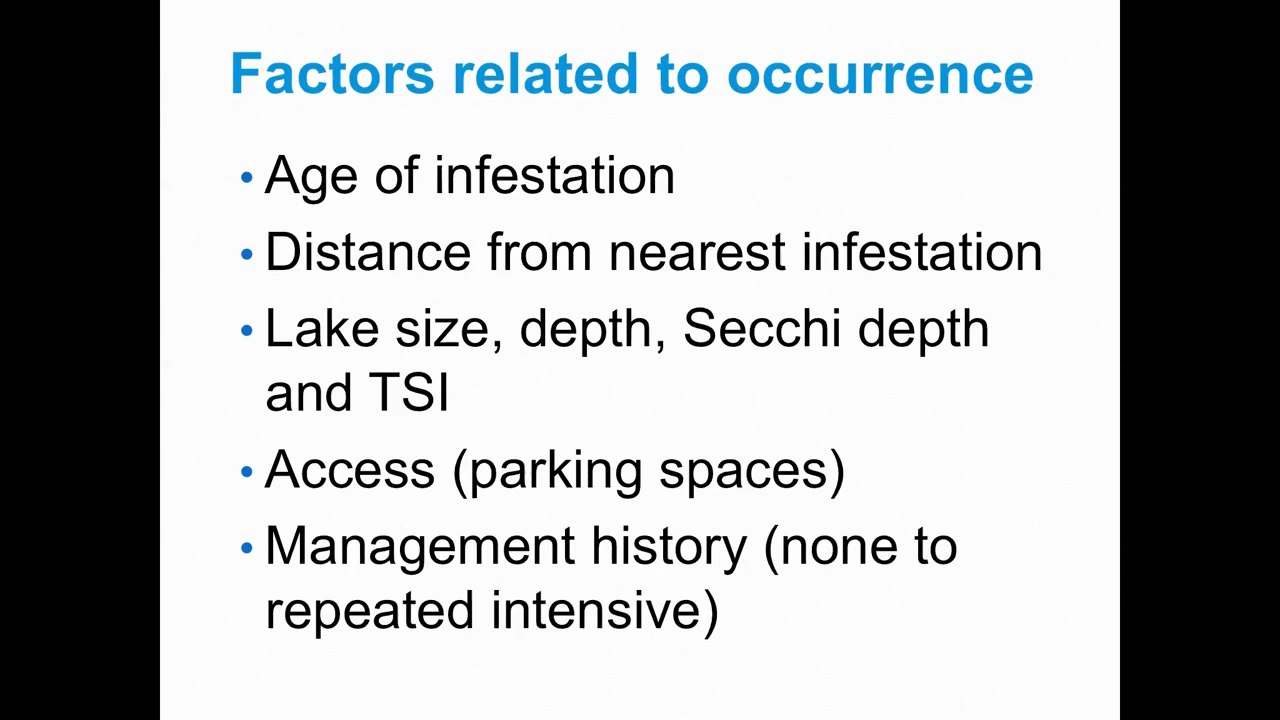 Factors related to occurrence
• Age of infestation
• Distance from nearest infestation
• Lake size, depth, Secchi depth
and TSI
• Access (parking spaces)
• Management history (none to
repeated intensive)